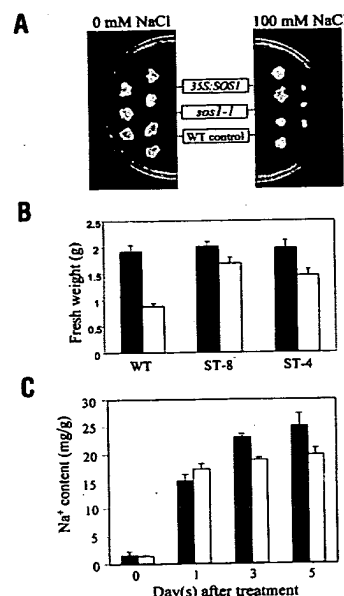 A
0 mM NaCl
100 mM NaCl
35S:SOS1
sos1-1
WT control
B
Fresh weight (g)
2.5
2
1.5
1
0.5
WT
ST-8
ST-4
C
Na+ content (mg/g)
30
25
20
15
10
5
0
0
1
3
5
Day(s) after treatment